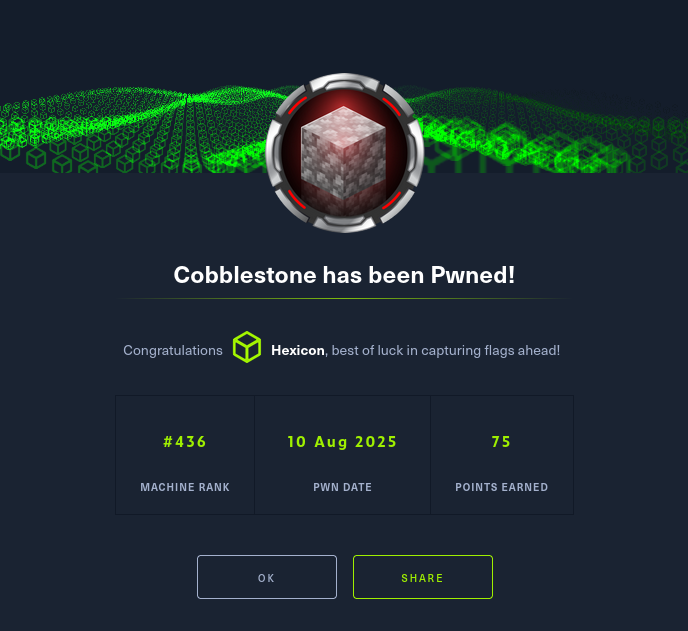 Cobblestone has been Pwned!
Congratulations Hexicon, best of luck in capturing flags ahead!
#436 10 Aug 2025 75
MACHINE RANK PWN DATE POINTS EARNED
OK SHARE